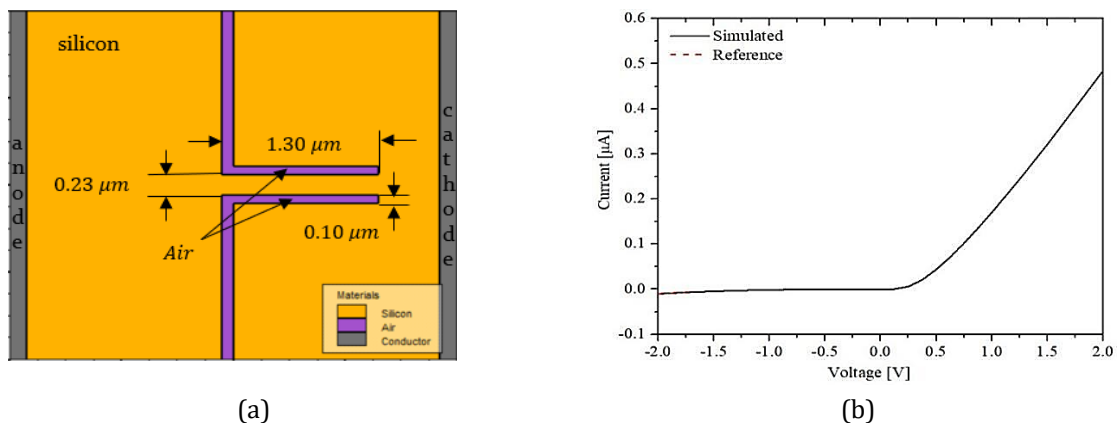 silicon
anode
cathode
1.30 μm
0.23 μm
0.10 μm
Air
Materials
Silicon
Air
Conductor
(a)
Simulated
Reference
Current [μA]
0.6
0.5
0.4
0.3
0.2
0.1
0.0
-0.1
-2.0 -1.5 -1.0 -0.5 0.0 0.5 1.0 1.5 2.0
Voltage [V]
(b)